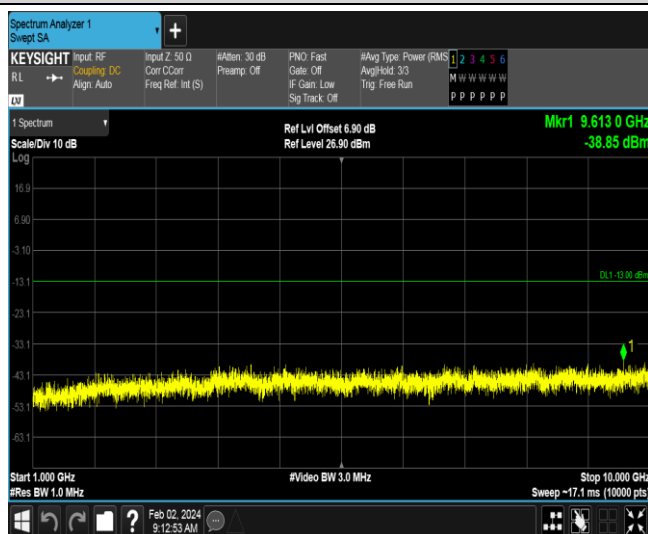 Spectrum Analyzer 1
Swept SA
+
KEYSIGHT
RL
LXI
Input: RF
Coupling: DC
Align: Auto
Input Z: 50 Ω
Corr CCorr
Freq Ref: Int (S)
#Atten: 30 dB
Preamp: Off
PNO: Fast
Gate: Off
IF Gain: Low
Sig Track: Off
#Avg Type: Power (RMS
Avg|Hold: 3/3
Trig: Free Run
1 2 3 4 5 6
M W W W W W
P P P P P P
1 Spectrum
Scale/Div 10 dB
Log
Ref Lvl Offset 6.90 dB
Ref Level 26.90 dBm
Mkr1 9.613 0 GHz
-38.85 dBm
16.9
6.90
-3.10
-13.1
DL1 -13.00 dBm
-23.1
-33.1
1
-43.1
-53.1
-63.1
Start 1.000 GHz
#Res BW 1.0 MHz
#Video BW 3.0 MHz
Stop 10.000 GHz
Sweep ~17.1 ms (10000 pts)
?
Feb 02, 2024
9:12:53 AM